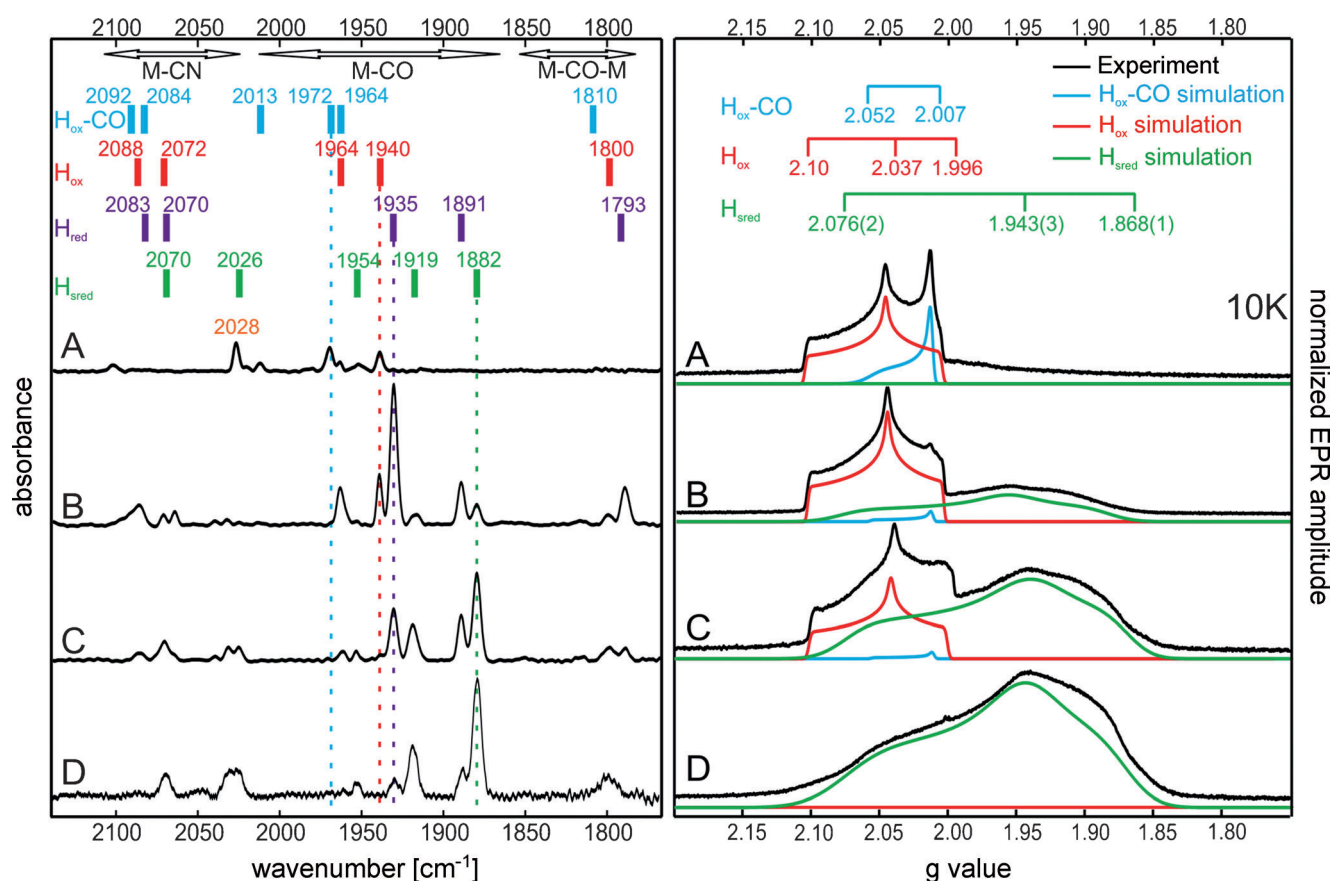 2100 2050 2000 1950 1900 1850 1800
M-CN M-CO M-CO-M
2092 2084 2013 1972 1964 1810
Hox-CO
2088 2072 1964 1940 1800
Hox
2083 2070 1935 1891 1793
Hred
2070 2026 1954 1919 1882
Hsred
2028
A
B
C
D
absorbance
2100 2050 2000 1950 1900 1850 1800
wavenumber [cm-1]
2.15 2.10 2.05 2.00 1.95 1.90 1.85 1.80
Experiment
Hox-CO simulation
Hox simulation
Hsred simulation
Hox-CO
2.052 2.007
Hox
2.10 2.037 1.996
Hsred
2.076(2) 1.943(3) 1.868(1)
10K
A
B
C
D
normalized EPR amplitude
2.15 2.10 2.05 2.00 1.95 1.90 1.85 1.80
g value